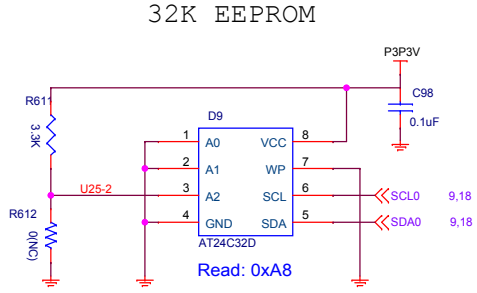 32K EEPROM
P3P3V
R611
3.3K
C98
0.1uF
D9
1 A0 VCC 8
2 A1 WP 7
U25-2 3 A2 SCL 6 SCL0 9,18
4 GND SDA 5 SDA0 9,18
R612
0(NC)
AT24C32D
Read: 0xA8